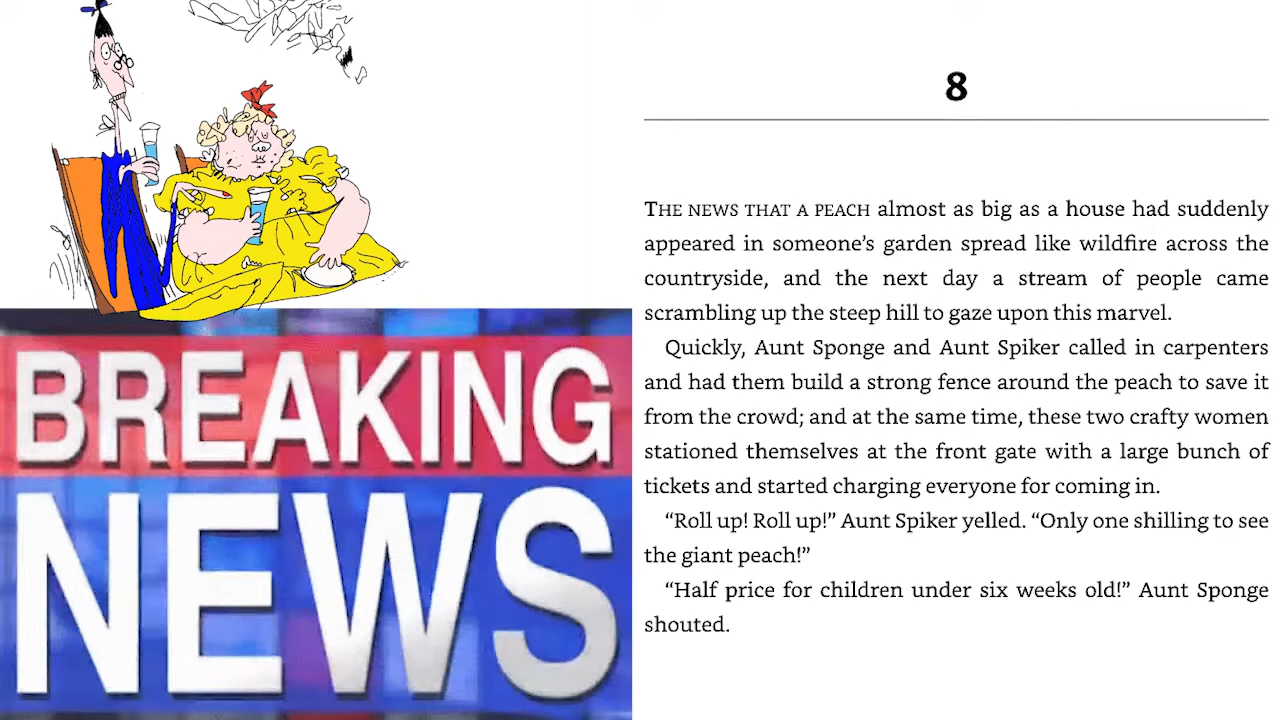 BREAKING
NEWS
8
THE NEWS THAT A PEACH almost as big as a house had suddenly
appeared in someone’s garden spread like wildfire across the
countryside, and the next day a stream of people came
scrambling up the steep hill to gaze upon this marvel.
Quickly, Aunt Sponge and Aunt Spiker called in carpenters
and had them build a strong fence around the peach to save it
from the crowd; and at the same time, these two crafty women
stationed themselves at the front gate with a large bunch of
tickets and started charging everyone for coming in.
“Roll up! Roll up!” Aunt Spiker yelled. “Only one shilling to see
the giant peach!”
“Half price for children under six weeks old!” Aunt Sponge
shouted.